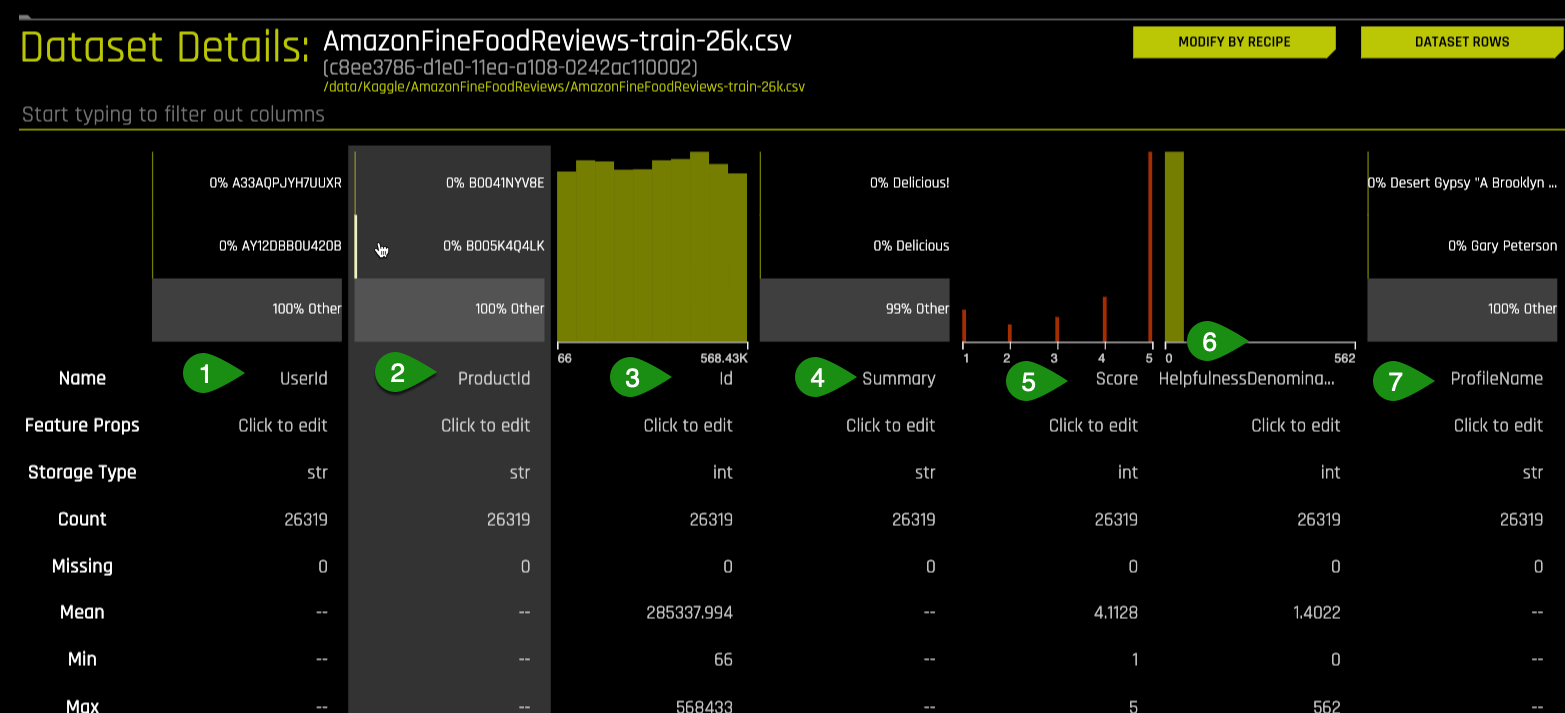 Dataset Details: AmazonFineFoodReviews-train-26k.csv
(c8ee3786-d1e0-11ea-a108-0242ac110002)
/data/Kaggle/AmazonFineFoodReviews/AmazonFineFoodReviews-train-26k.csv
MODIFY BY RECIPE DATASET ROWS
Start typing to filter out columns
0% A33AQPJYH7UUXR 0% B0041NYV8E 0% Delicious! 0% Desert Gypsy "A Brooklyn ...
0% AY12DBB0U420B 0% B005K4Q4LK 0% Delicious 0% Gary Peterson
100% Other 100% Other 99% Other 100% Other
66 568.43K 1 2 3 4 5 0 562
Name 1 UserId 2 ProductId 3 Id 4 Summary 5 Score 6 HelpfulnessDenomina... 7 ProfileName
Feature Props Click to edit Click to edit Click to edit Click to edit Click to edit Click to edit Click to edit
Storage Type str str int str int int str
Count 26319 26319 26319 26319 26319 26319 26319
Missing 0 0 0 0 0 0 0
Mean -- -- 285337.994 -- 4.1128 1.4022 --
Min -- -- 66 -- 1 0 --
Max -- -- 568433 -- 5 562 --